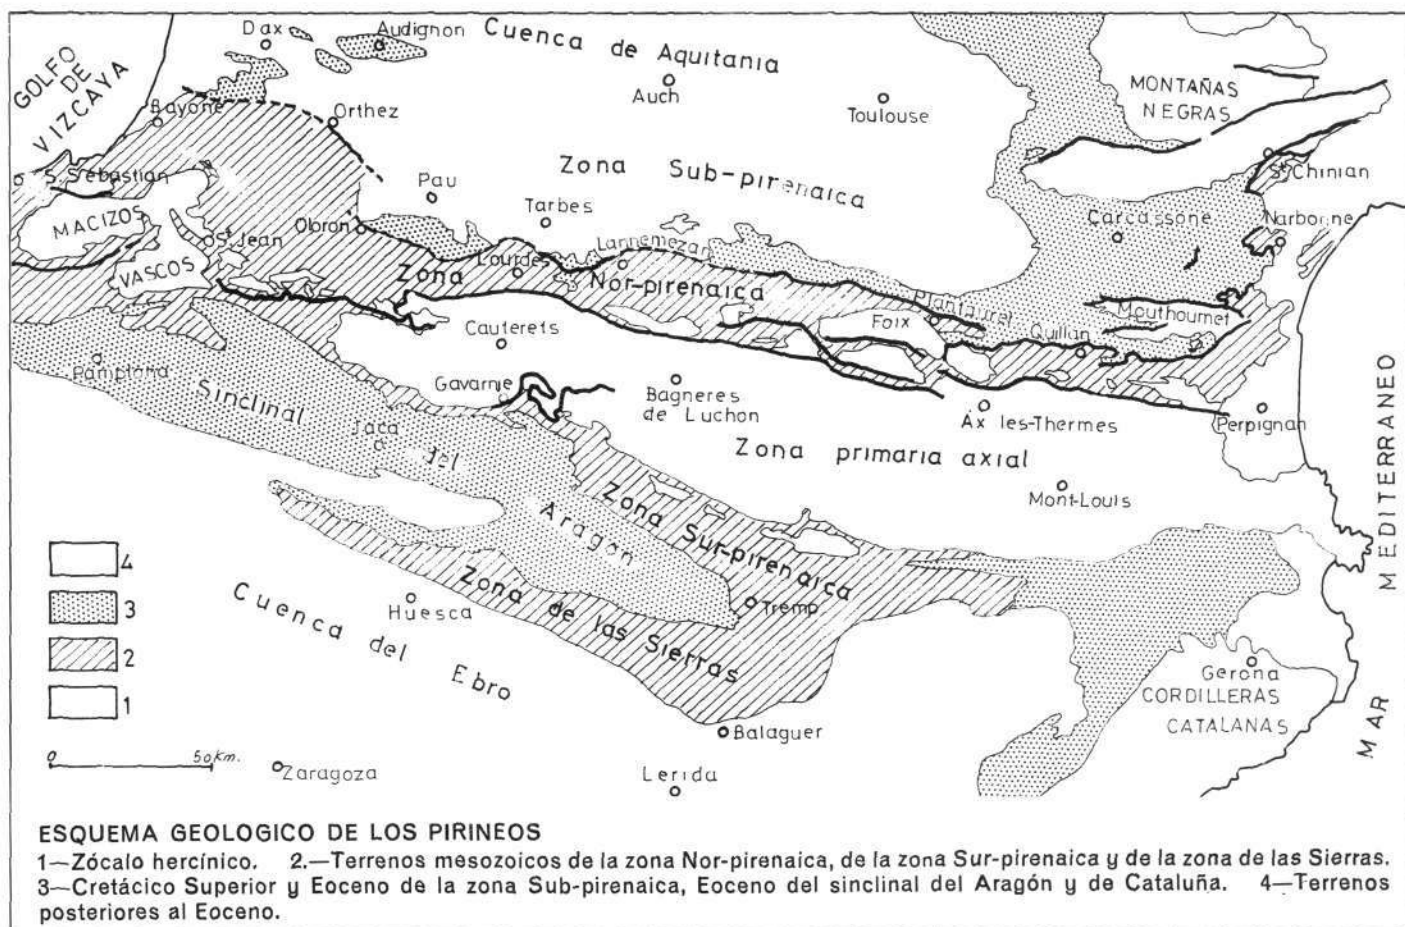 Dax
Audignon
Cuenca de Aquitania
GOLFO
DE
VIZCAYA
Auch
Toulouse
MONTAÑAS
NEGRAS
Bayone
Orthez
Zona Sub-pirenaica
S. Sebastian
St Chinian
Pau
Tarbes
MACIZOS
Oloron
St Jean
Carcassone
Narbonne
VASCOS
Lannemezan
Zona Nor-pirenaica
Lourdes
Plantauret
Foix
Mouthoumet
Quillan
Cauterets
Pamplona
Gavarnie
Bagneres
de Luchon
Ax les-Thermes
Perpignan
Sinclinal del Aragon
Jaca
Zona primaria axial
Mont-Louis
MAR MEDITERRANEO
Zona Sur-pirenaica
4
3
2
1
Huesca
Zona de las Sierras
Tremp
Cuenca del Ebro
Gerona
CORDILLERAS
CATALANAS
Balaguer
0 50 Km.
Zaragoza
Lerida
ESQUEMA GEOLOGICO DE LOS PIRINEOS
1—Zócalo hercínico. 2.—Terrenos mesozoicos de la zona Nor-pirenaica, de la zona Sur-pirenaica y de la zona de las Sierras.
3—Cretácico Superior y Eoceno de la zona Sub-pirenaica, Eoceno del sinclinal del Aragón y de Cataluña. 4—Terrenos
posteriores al Eoceno.